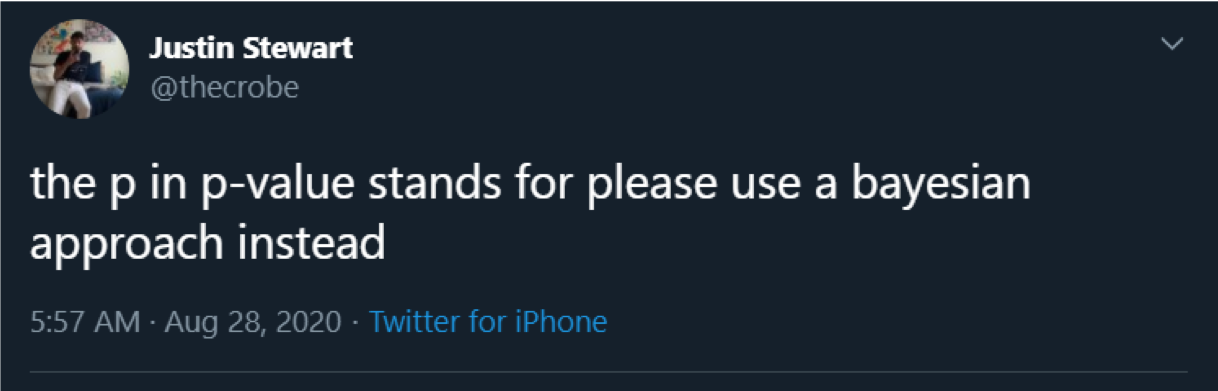 Justin Stewart
@thecrobe
the p in p-value stands for please use a bayesian
approach instead
5:57 AM · Aug 28, 2020 · Twitter for iPhone